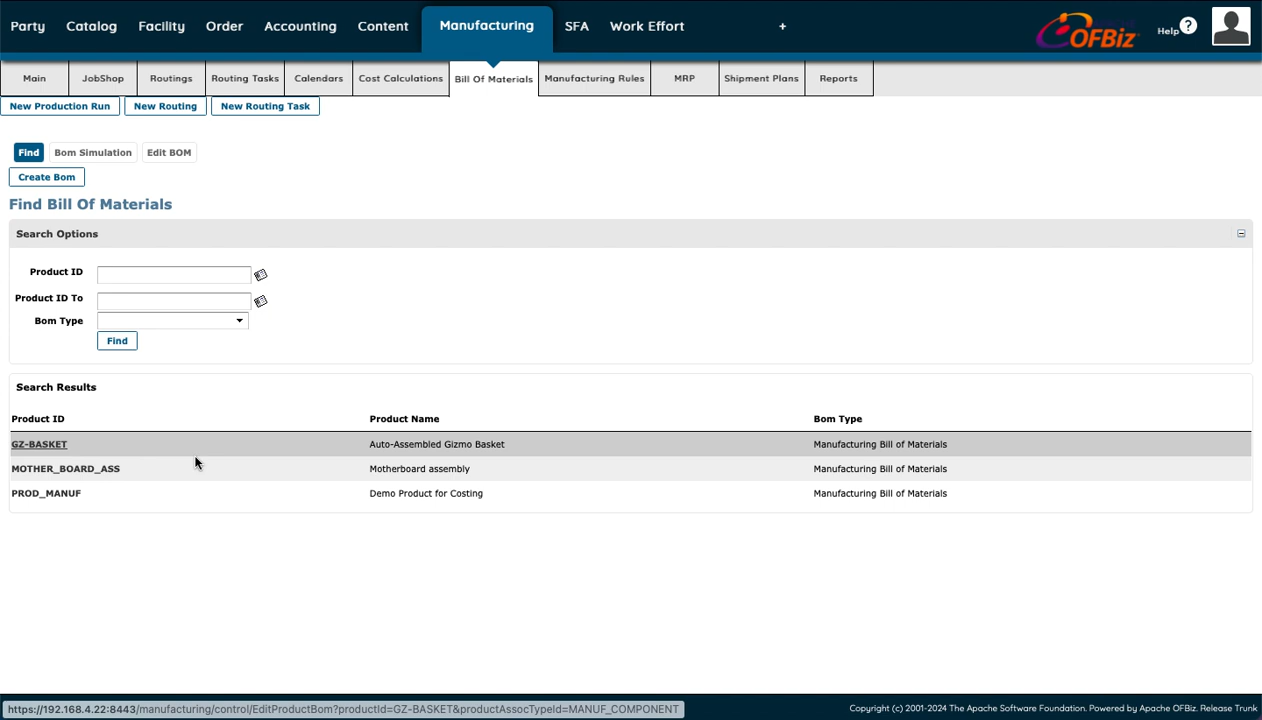 Party Catalog Facility Order Accounting Content Manufacturing SFA Work Effort + OFBiz Help ?
Main JobShop Routings Routing Tasks Calendars Cost Calculations Bill Of Materials Manufacturing Rules MRP Shipment Plans Reports
New Production Run New Routing New Routing Task
Find Bom Simulation Edit BOM
Create Bom
Find Bill Of Materials
Search Options
Product ID
Product ID To
Bom Type
Find
Search Results
Product ID Product Name Bom Type
GZ-BASKET Auto-Assembled Gizmo Basket Manufacturing Bill of Materials
MOTHER_BOARD_ASS Motherboard assembly Manufacturing Bill of Materials
PROD_MANUF Demo Product for Costing Manufacturing Bill of Materials
https://192.168.4.22:8443/manufacturing/control/EditProductBom?productId=GZ-BASKET&productAssocTypeId=MANUF_COMPONENT Copyright (c) 2001-2024 The Apache Software Foundation. Powered by Apache OFBiz. Release Trunk